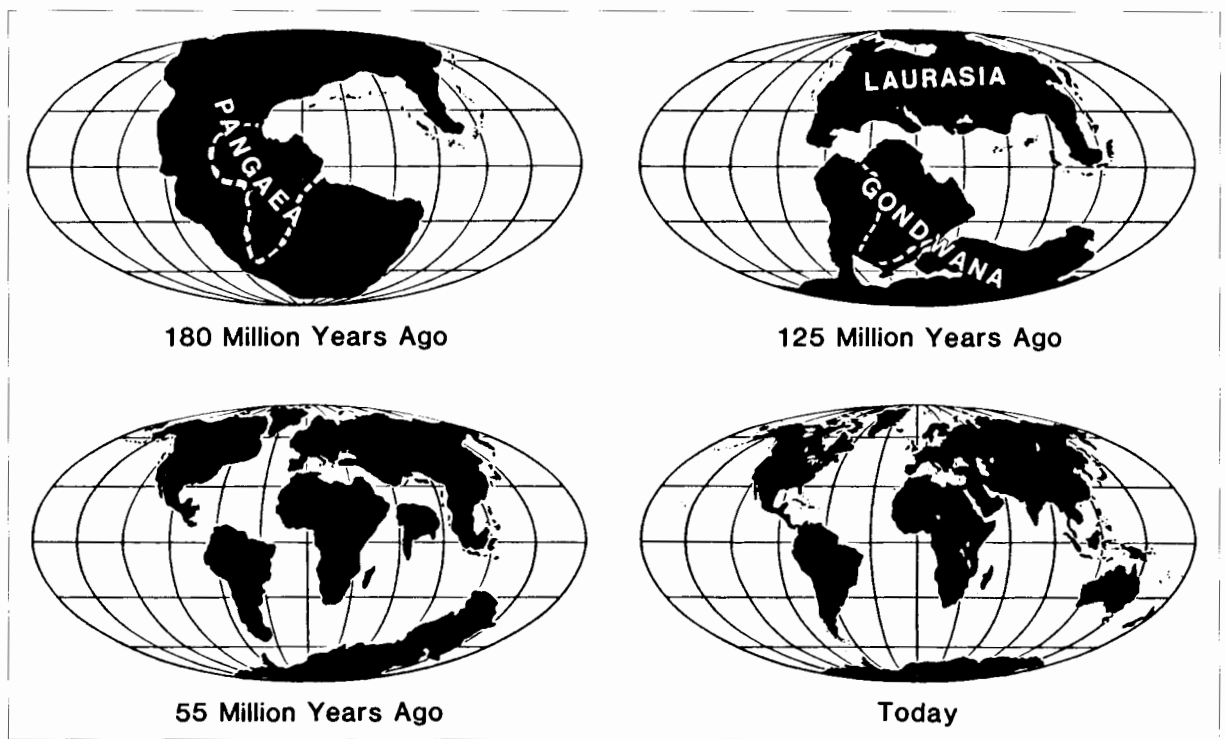 PANGAEA
180 Million Years Ago
LAURASIA
GONDWANA
125 Million Years Ago
55 Million Years Ago
Today